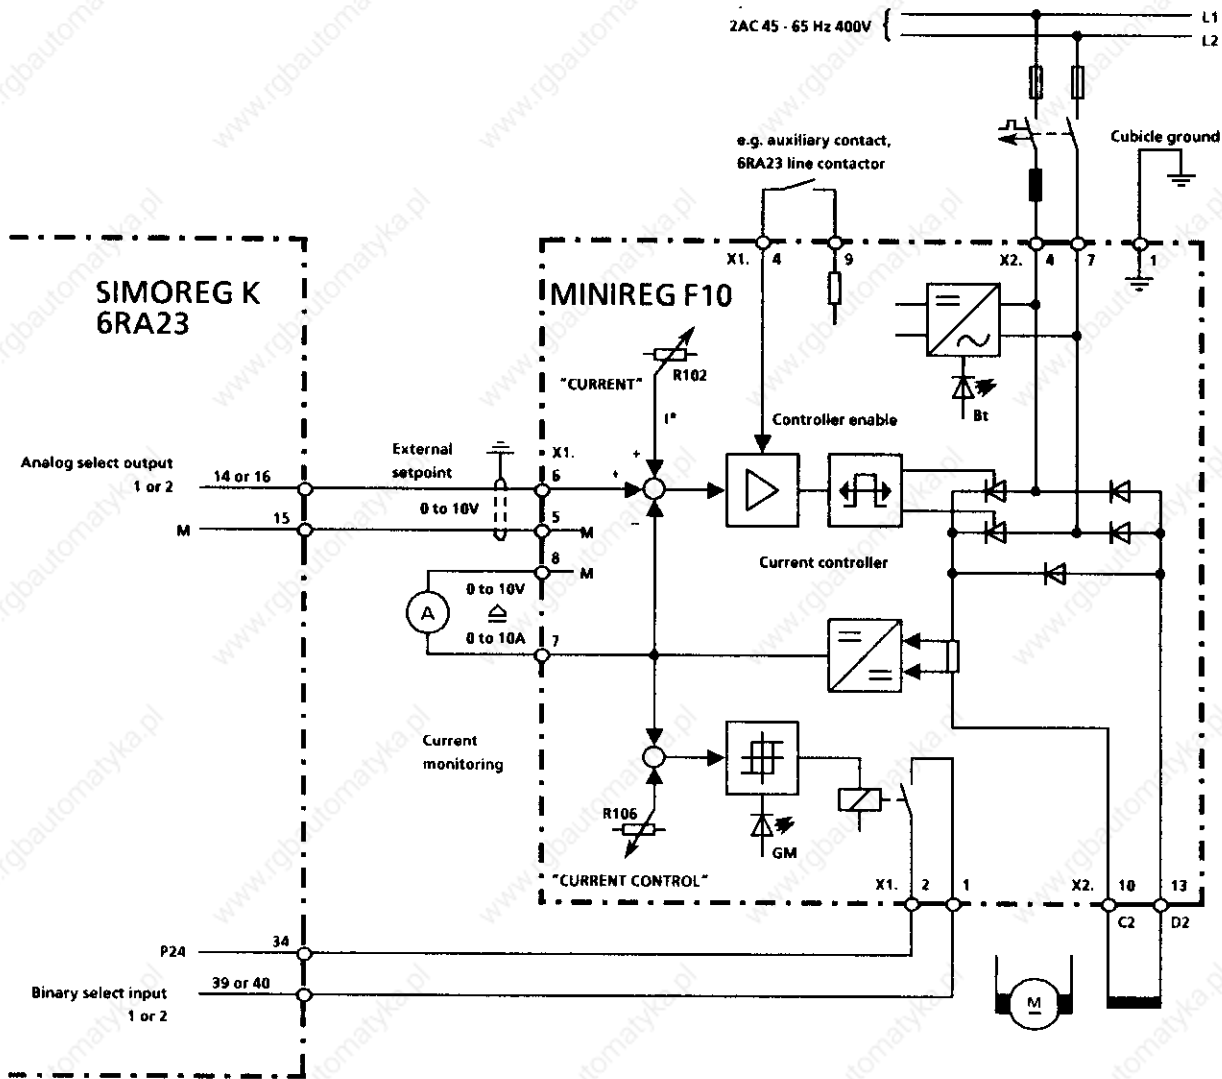 2AC 45 - 65 Hz 400V
L1
L2
e.g. auxiliary contact,
6RA23 line contactor
Cubicle ground
X1. 4 9
X2. 4 7 1
SIMOREG K
6RA23
MINIREG F10
R102
"CURRENT"
I*
Bt
Controller enable
External
setpoint
X1.
Analog select output
1 or 2
14 or 16
6
+
+
0 to 10V
M
15
5
M
−
8
M
Current controller
0 to 10V
A
≙
0 to 10A
7
Current
monitoring
R106
GM
"CURRENT CONTROL"
X1. 2 1
X2. 10 13
C2 D2
P24
34
Binary select input
1 or 2
39 or 40
M
www.rgbautomatyka.pl